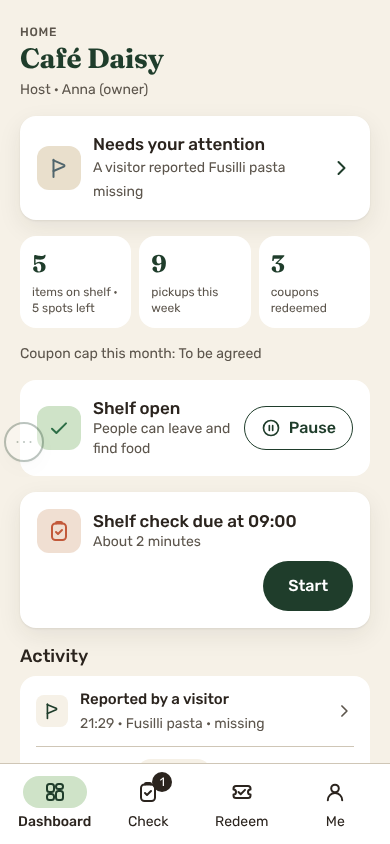 HOME
Café Daisy
Host • Anna (owner)
Needs your attention
A visitor reported Fusilli pasta
missing
5
items on shelf •
5 spots left
9
pickups this
week
3
coupons
redeemed
Coupon cap this month: To be agreed
Shelf open
People can leave and
find food
Pause
Shelf check due at 09:00
About 2 minutes
Start
Activity
Reported by a visitor
21:29 • Fusilli pasta • missing
1
Dashboard
Check
Redeem
Me